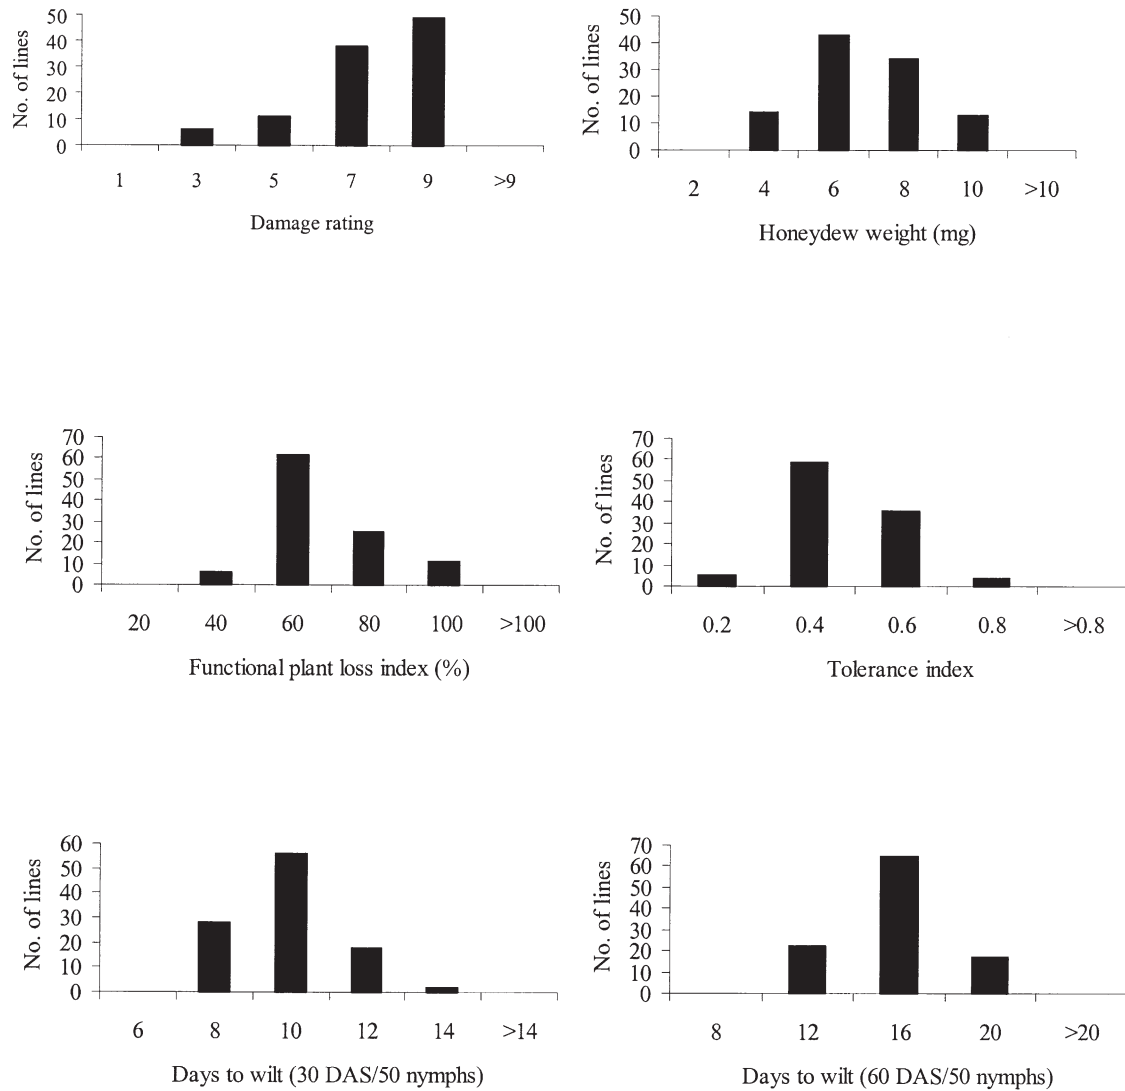 No. of lines
50
40
30
20
10
0
1 3 5 7 9 >9
Damage rating
No. of lines
50
40
30
20
10
0
2 4 6 8 10 >10
Honeydew weight (mg)
No. of lines
70
60
50
40
30
20
10
0
20 40 60 80 100 >100
Functional plant loss index (%)
No. of lines
70
60
50
40
30
20
10
0
0.2 0.4 0.6 0.8 >0.8
Tolerance index
No. of lines
60
50
40
30
20
10
0
6 8 10 12 14 >14
Days to wilt (30 DAS/50 nymphs)
No. of lines
70
60
50
40
30
20
10
0
8 12 16 20 >20
Days to wilt (60 DAS/50 nymphs)